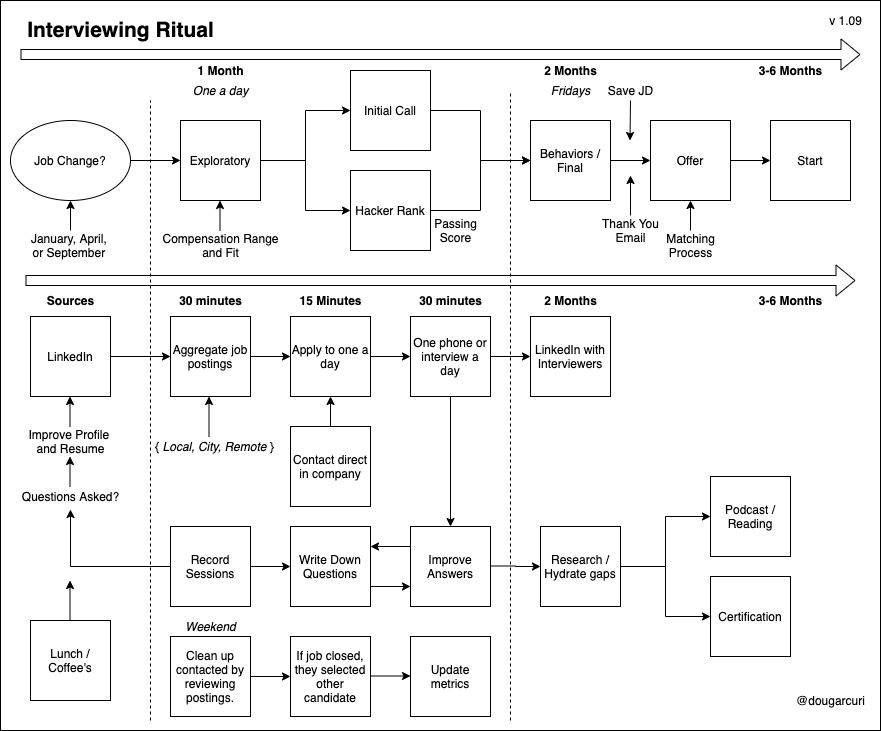 v 1.09
Interviewing Ritual
1 Month
2 Months
3-6 Months
One a day
Fridays
Save JD
Job Change?
Exploratory
Initial Call
Hacker Rank
Passing
Score
Behaviors /
Final
Offer
Start
January, April,
or September
Compensation Range
and Fit
Thank You
Email
Matching
Process
Sources
30 minutes
15 Minutes
30 minutes
2 Months
3-6 Months
LinkedIn
Aggregate job
postings
Apply to one a
day
One phone or
interview a
day
LinkedIn with
Interviewers
Improve Profile
and Resume
{ Local, City, Remote }
Contact direct
in company
Questions Asked?
Record
Sessions
Write Down
Questions
Improve
Answers
Research /
Hydrate gaps
Podcast /
Reading
Certification
Lunch /
Coffee's
Weekend
Clean up
contacted by
reviewing
postings.
If job closed,
they selected
other
candidate
Update
metrics
@dougarcuri